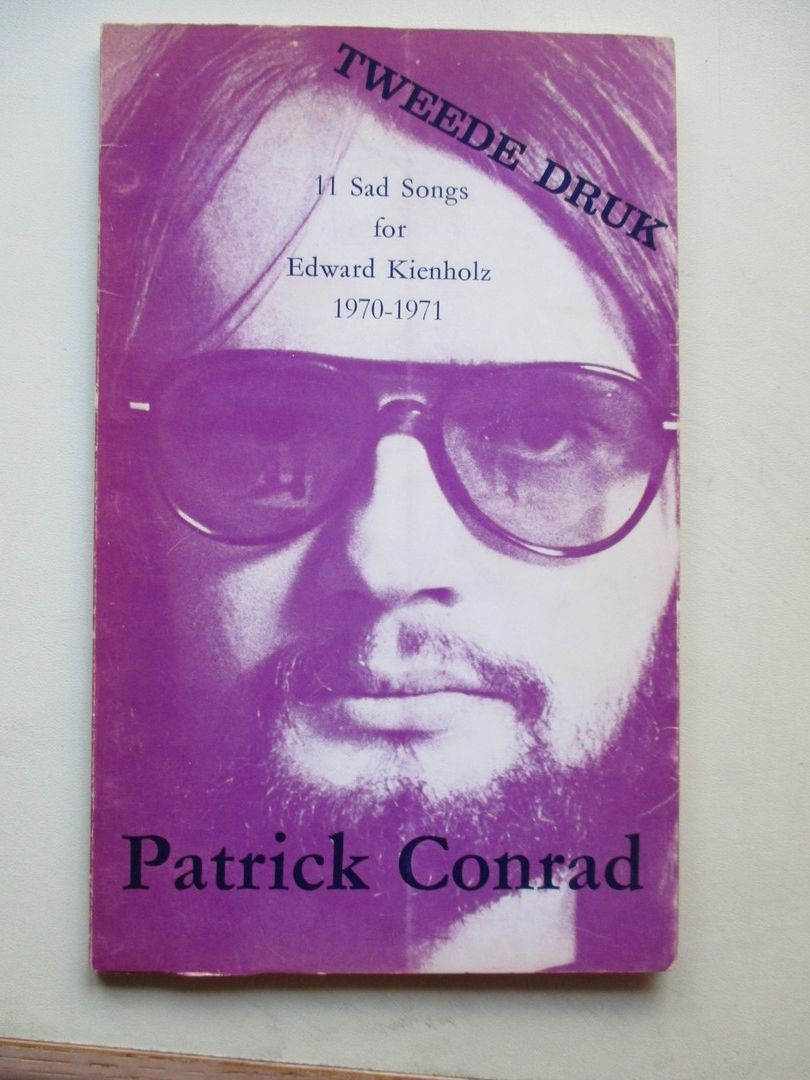 TWEEDE DRUK
11 Sad Songs
for
Edward Kienholz
1970-1971
Patrick Conrad